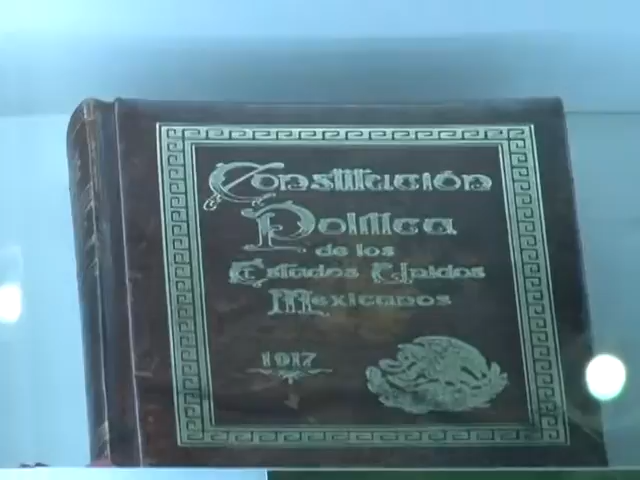 Constitución
Política
de los
Estados Unidos
Mexicanos
1917